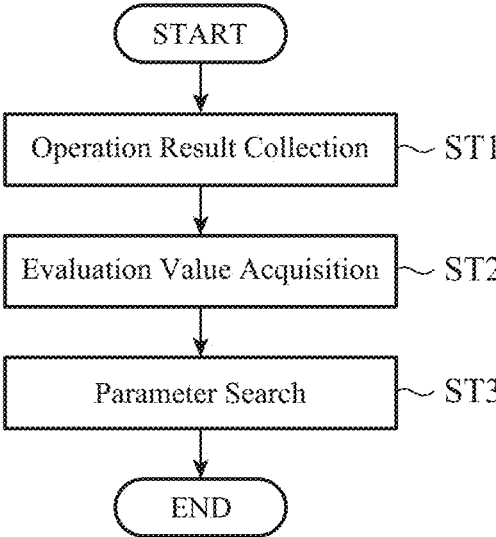 START
Operation Result Collection ST1
Evaluation Value Acquisition ST2
Parameter Search ST3
END